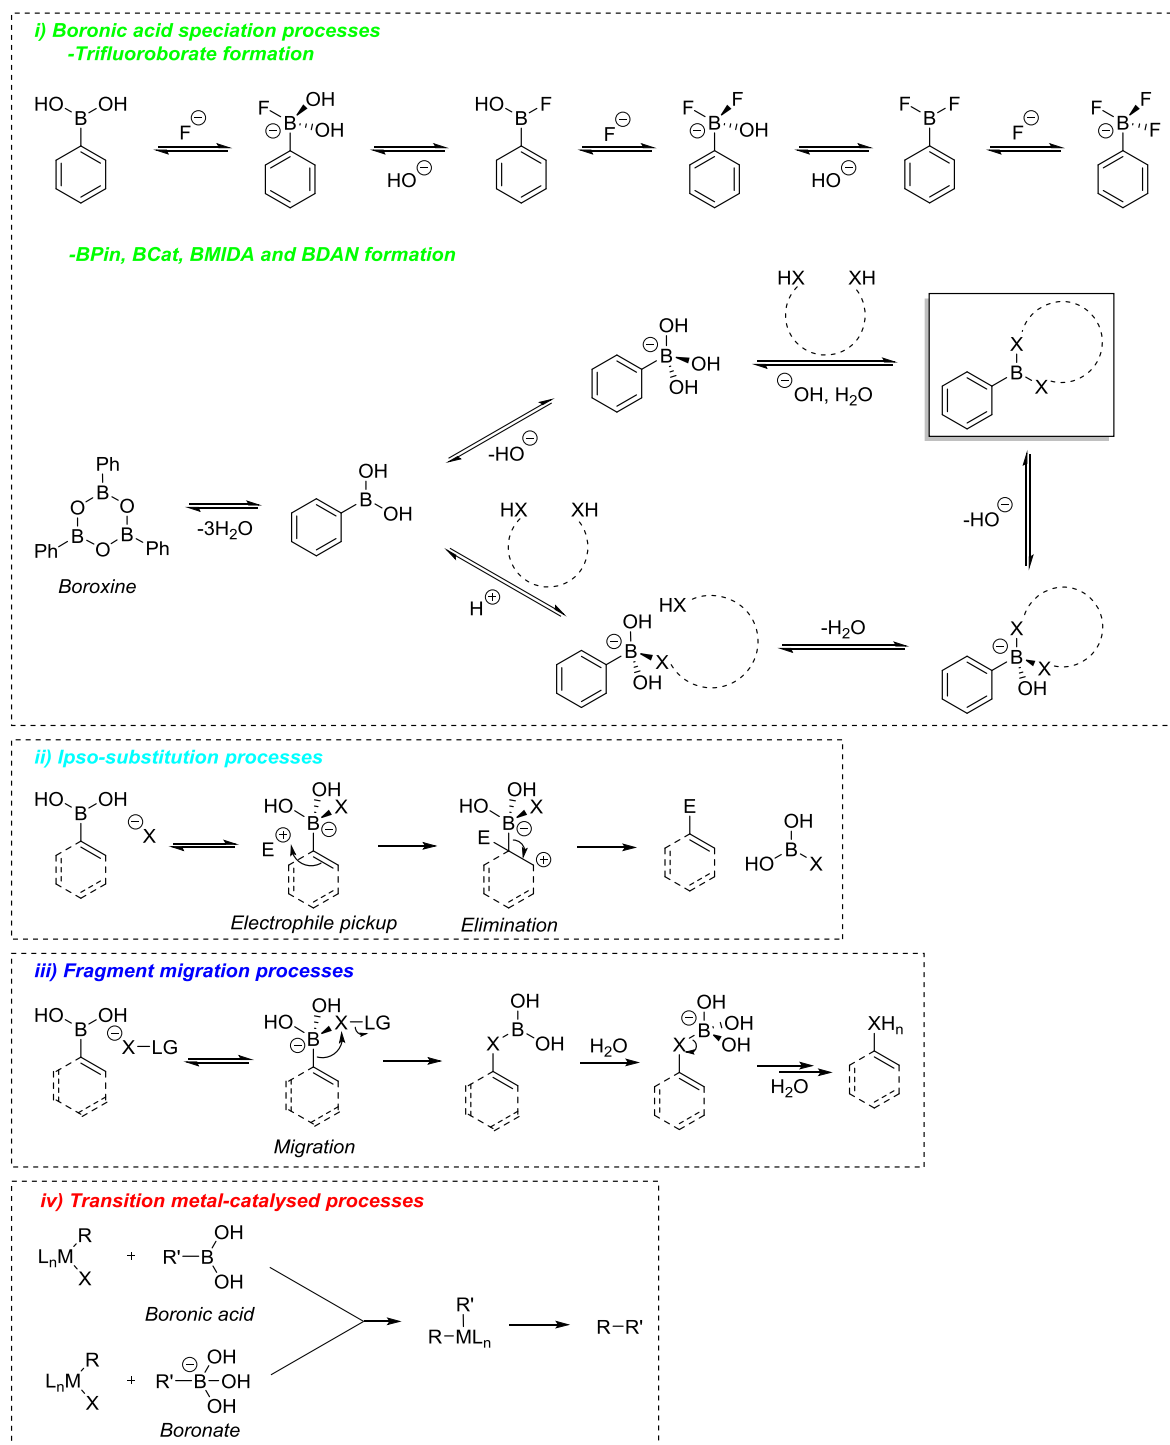 i) Boronic acid speciation processes
-Trifluoroborate formation
HO OH B
F⊖
F OH B ⊖ OH
HO⊖
HO F B
F⊖
F F B ⊖ OH
HO⊖
F F B
F⊖
F F B ⊖ F
-BPin, BCat, BMIDA and BDAN formation
HX XH
OH ⊖ B OH OH
⊖OH, H2O
X B X
Ph B O O B B O Ph Ph
Boroxine
-3H2O
OH B OH
-HO⊖
HX XH
H⊕
-HO⊖
OH HX ⊖ B X OH
-H2O
X ⊖ B X OH
ii) Ipso-substitution processes
HO OH B
⊖X
OH HO X B ⊖
E⊕
Electrophile pickup
OH HO X B ⊖ E ⊕
Elimination
E
OH B HO X
iii) Fragment migration processes
HO OH B
⊖X-LG
OH HO X-LG B ⊖
Migration
OH B X OH
H2O
OH ⊖ B OH X OH
H2O
XHn
iv) Transition metal-catalysed processes
R LnM X
+
OH R'-B OH
Boronic acid
R LnM X
+
⊖ OH R'-B-OH OH
Boronate
R' R-MLn
R-R'